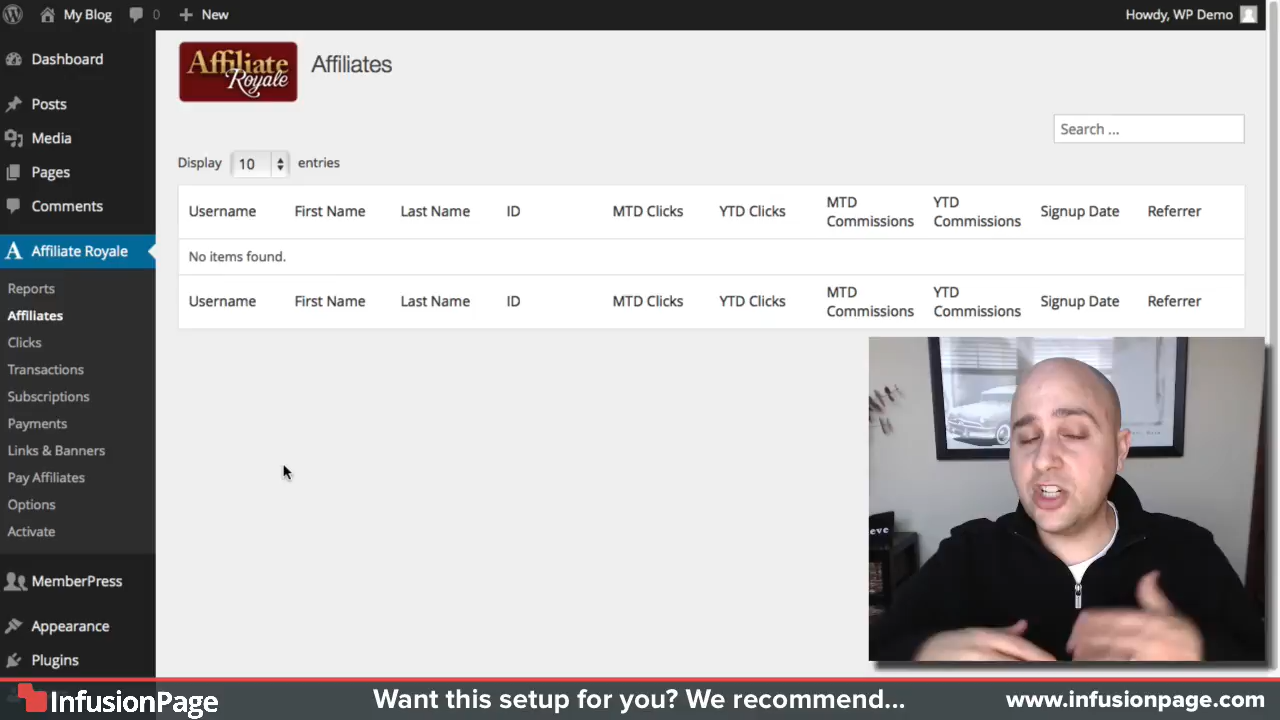 My Blog
0
New
Howdy, WP Demo
Dashboard
Posts
Media
Pages
Comments
Affiliate Royale
Reports
Affiliates
Clicks
Transactions
Subscriptions
Payments
Links & Banners
Pay Affiliates
Options
Activate
MemberPress
Appearance
Plugins
Affiliate
Royale
Affiliates
Search ...
Display 10 entries
Username First Name Last Name ID MTD Clicks YTD Clicks MTD Commissions YTD Commissions Signup Date Referrer
No items found.
Username First Name Last Name ID MTD Clicks YTD Clicks MTD Commissions YTD Commissions Signup Date Referrer
eve
InfusionPage
Want this setup for you? We recommend...
www.infusionpage.com